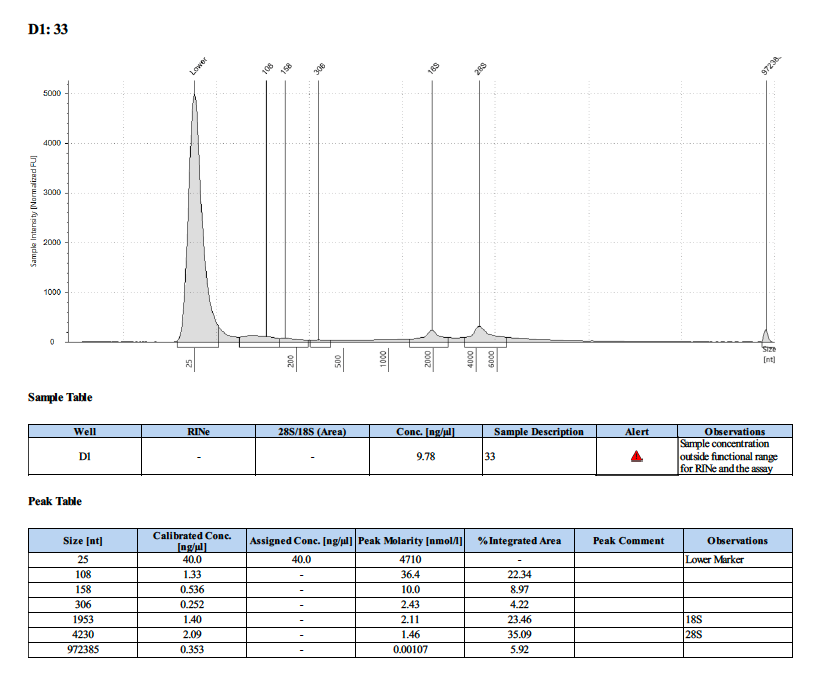 D1: 33
Lower 108 158 306 18S 28S 97238...
Sample Intensity [Normalized FU]
5000
4000
3000
2000
1000
0
25 200 500 1000 2000 4000 6000 Size [nt]
Sample Table
Well RINe 28S/18S (Area) Conc. [ng/µl] Sample Description Alert Observations
D1 - - 9.78 33 Sample concentration
outside functional range
for RINe and the assay
Peak Table
Size [nt] Calibrated Conc. [ng/µl] Assigned Conc. [ng/µl] Peak Molarity [nmol/l] % Integrated Area Peak Comment Observations
25 40.0 40.0 4710 - Lower Marker
108 1.33 - 36.4 22.34
158 0.536 - 10.0 8.97
306 0.252 - 2.43 4.22
1953 1.40 - 2.11 23.46 18S
4230 2.09 - 1.46 35.09 28S
972385 0.353 - 0.00107 5.92